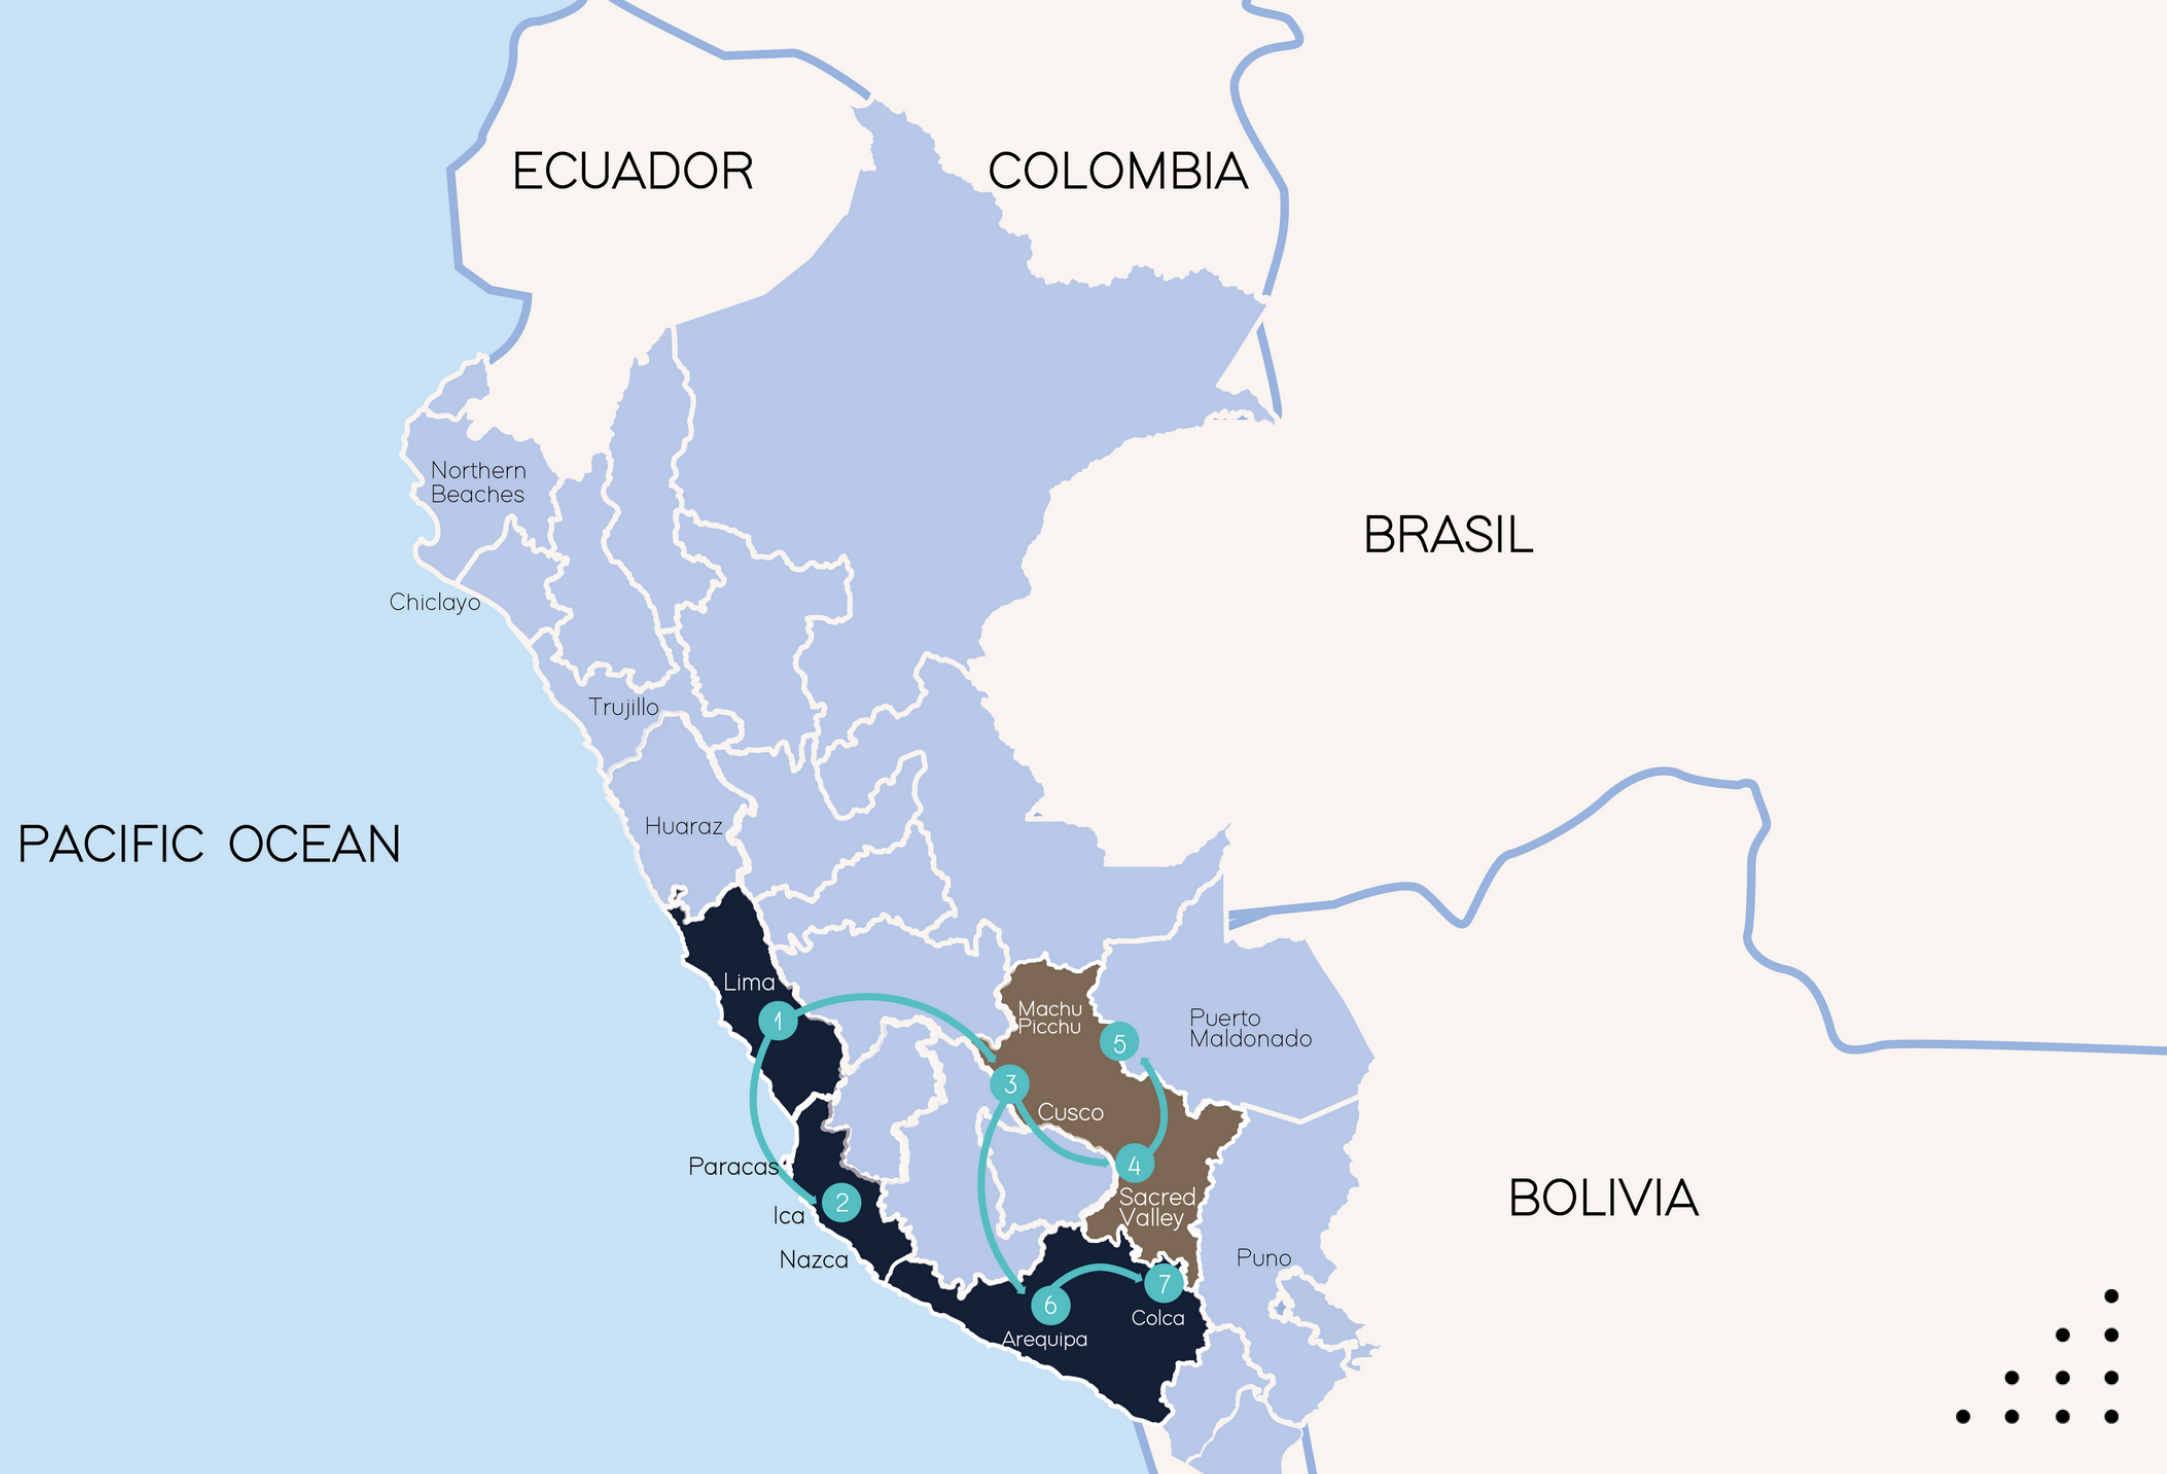 ECUADOR
COLOMBIA
Northern
Beaches
BRASIL
Chiclayo
Trujillo
Huaraz
PACIFIC OCEAN
Lima
1
Machu
Picchu
5
Puerto
Maldonado
3
Cusco
Paracas
4
2
Sacred
Valley
Ica
BOLIVIA
Nazca
Puno
6
7
Arequipa
Colca